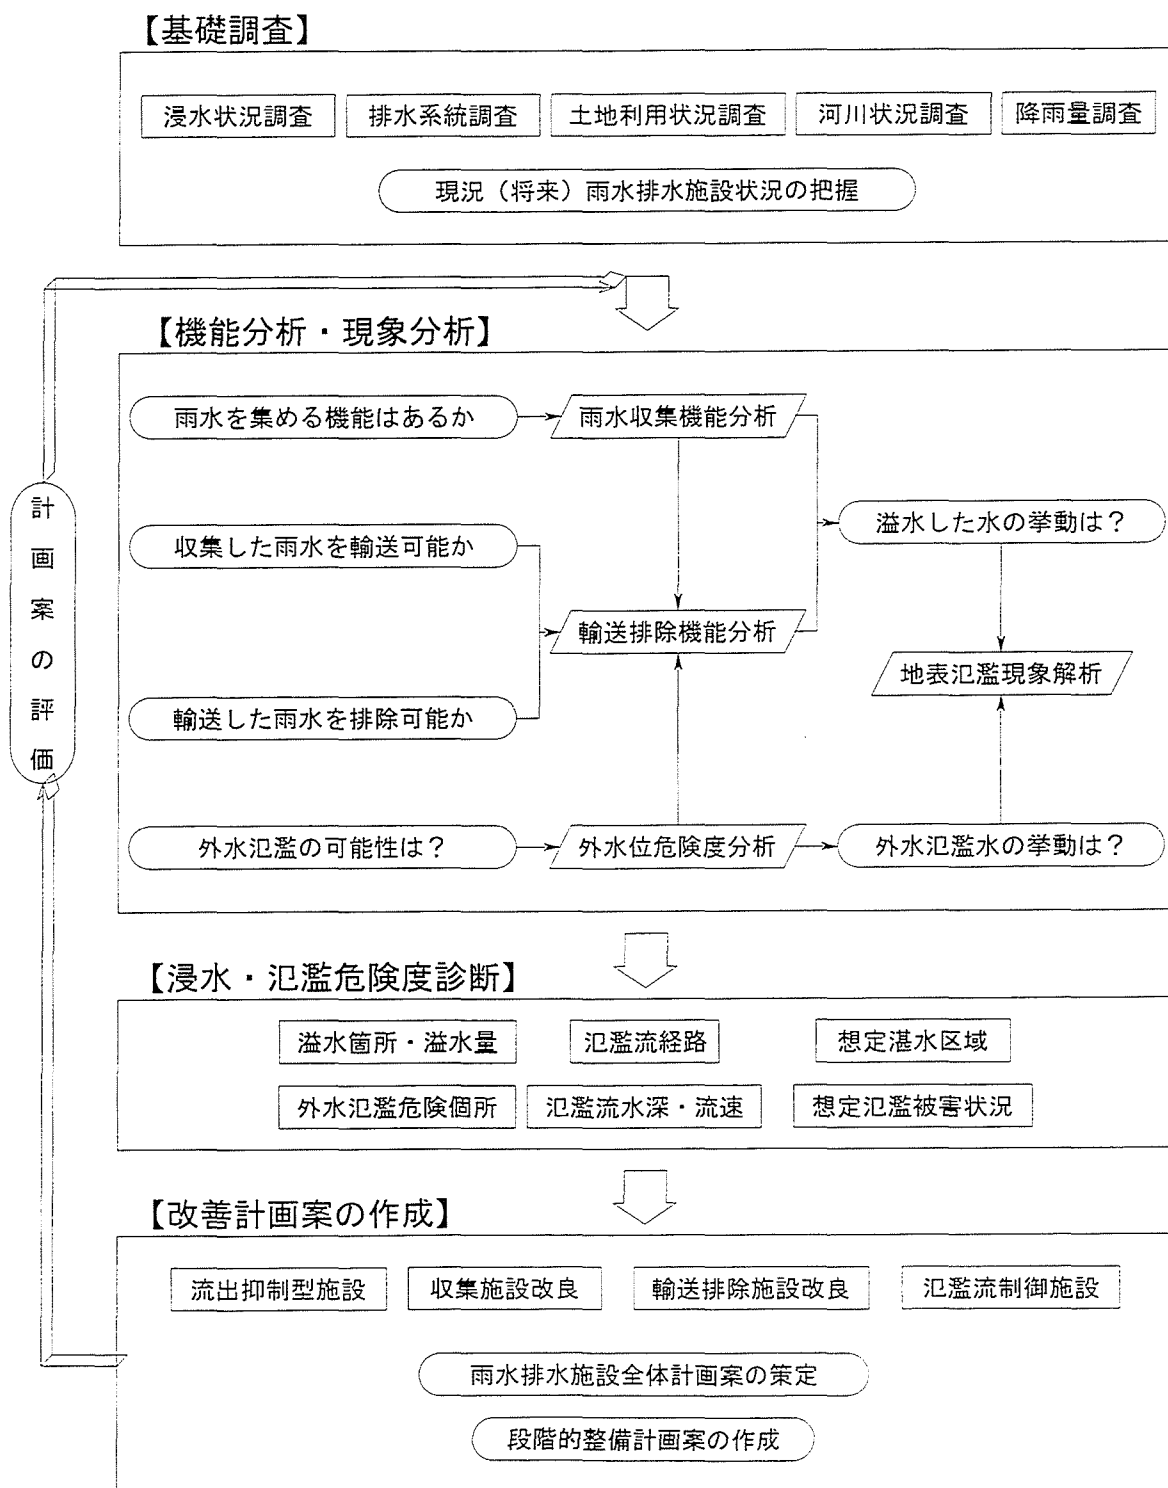 【基礎調査】
浸水状況調査
排水系統調査
土地利用状況調査
河川状況調査
降雨量調査
現況（将来）雨水排水施設状況の把握
【機能分析・現象分析】
雨水を集める機能はあるか
雨水収集機能分析
溢水した水の挙動は？
収集した雨水を輸送可能か
輸送排除機能分析
地表氾濫現象解析
輸送した雨水を排除可能か
外水氾濫の可能性は？
外水位危険度分析
外水氾濫水の挙動は？
計画案の評価
【浸水・氾濫危険度診断】
溢水箇所・溢水量
氾濫流経路
想定湛水区域
外水氾濫危険個所
氾濫流水深・流速
想定氾濫被害状況
【改善計画案の作成】
流出抑制型施設
収集施設改良
輸送排除施設改良
氾濫流制御施設
雨水排水施設全体計画案の策定
段階的整備計画案の作成